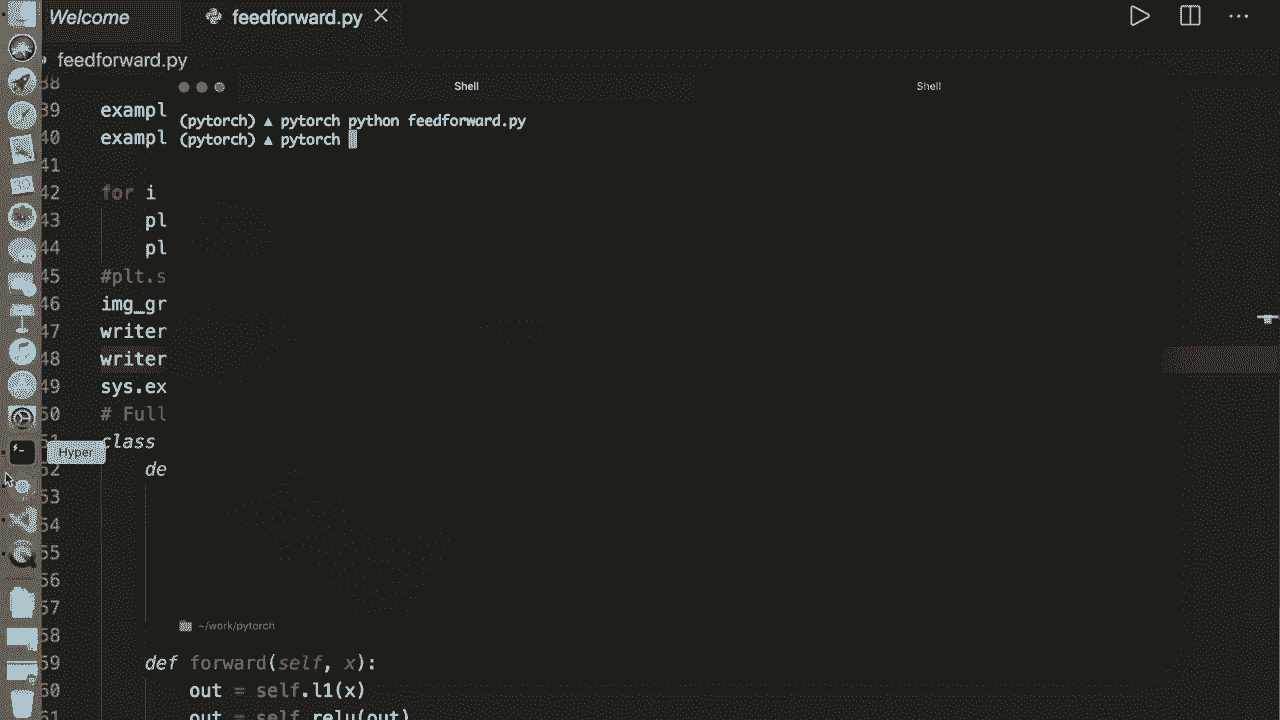 Welcome feedforward.py
feedforward.py
38
39 exampl
40 exampl
41
42 for i
43 pl
44 pl
45 #plt.s
46 img_gr
47 writer
48 writer
49 sys.ex
50 # Full
51 class
52 de
53
54
55
56
57
58
59 def forward(self, x):
60 out = self.l1(x)
61 out = self.relu(out)
Shell Shell
(pytorch) ▲ pytorch python feedforward.py
(pytorch) ▲ pytorch
~/work/pytorch
Hyper